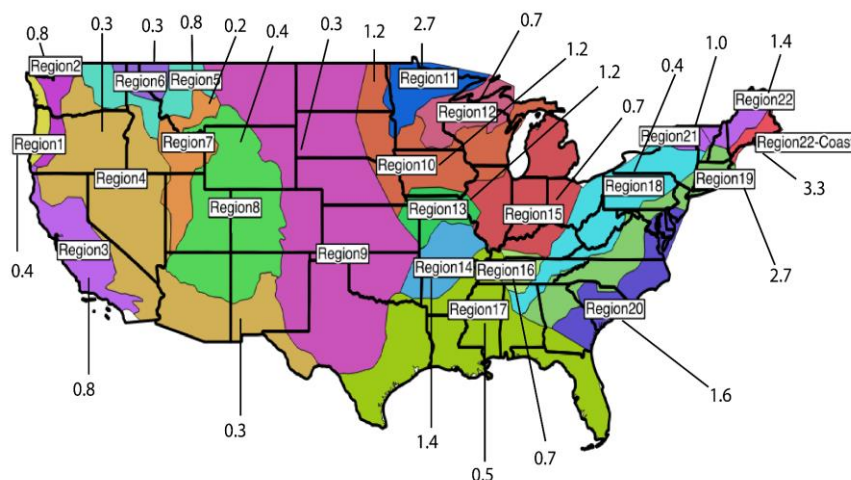 2.7
0.7
0.8
0.3
0.3
0.8
0.2
0.4
0.3
1.2
1.2
1.2
1.0
1.4
0.4
0.7
Region2
Region6
Region5
Region11
Region12
Region22
Region21
Region22-Coast
Region1
Region7
Region10
Region4
Region18
Region19
Region8
Region13
Region15
3.3
Region3
Region9
Region14
Region16
0.4
2.7
Region17
Region20
0.8
1.6
0.3
1.4
0.5
0.7